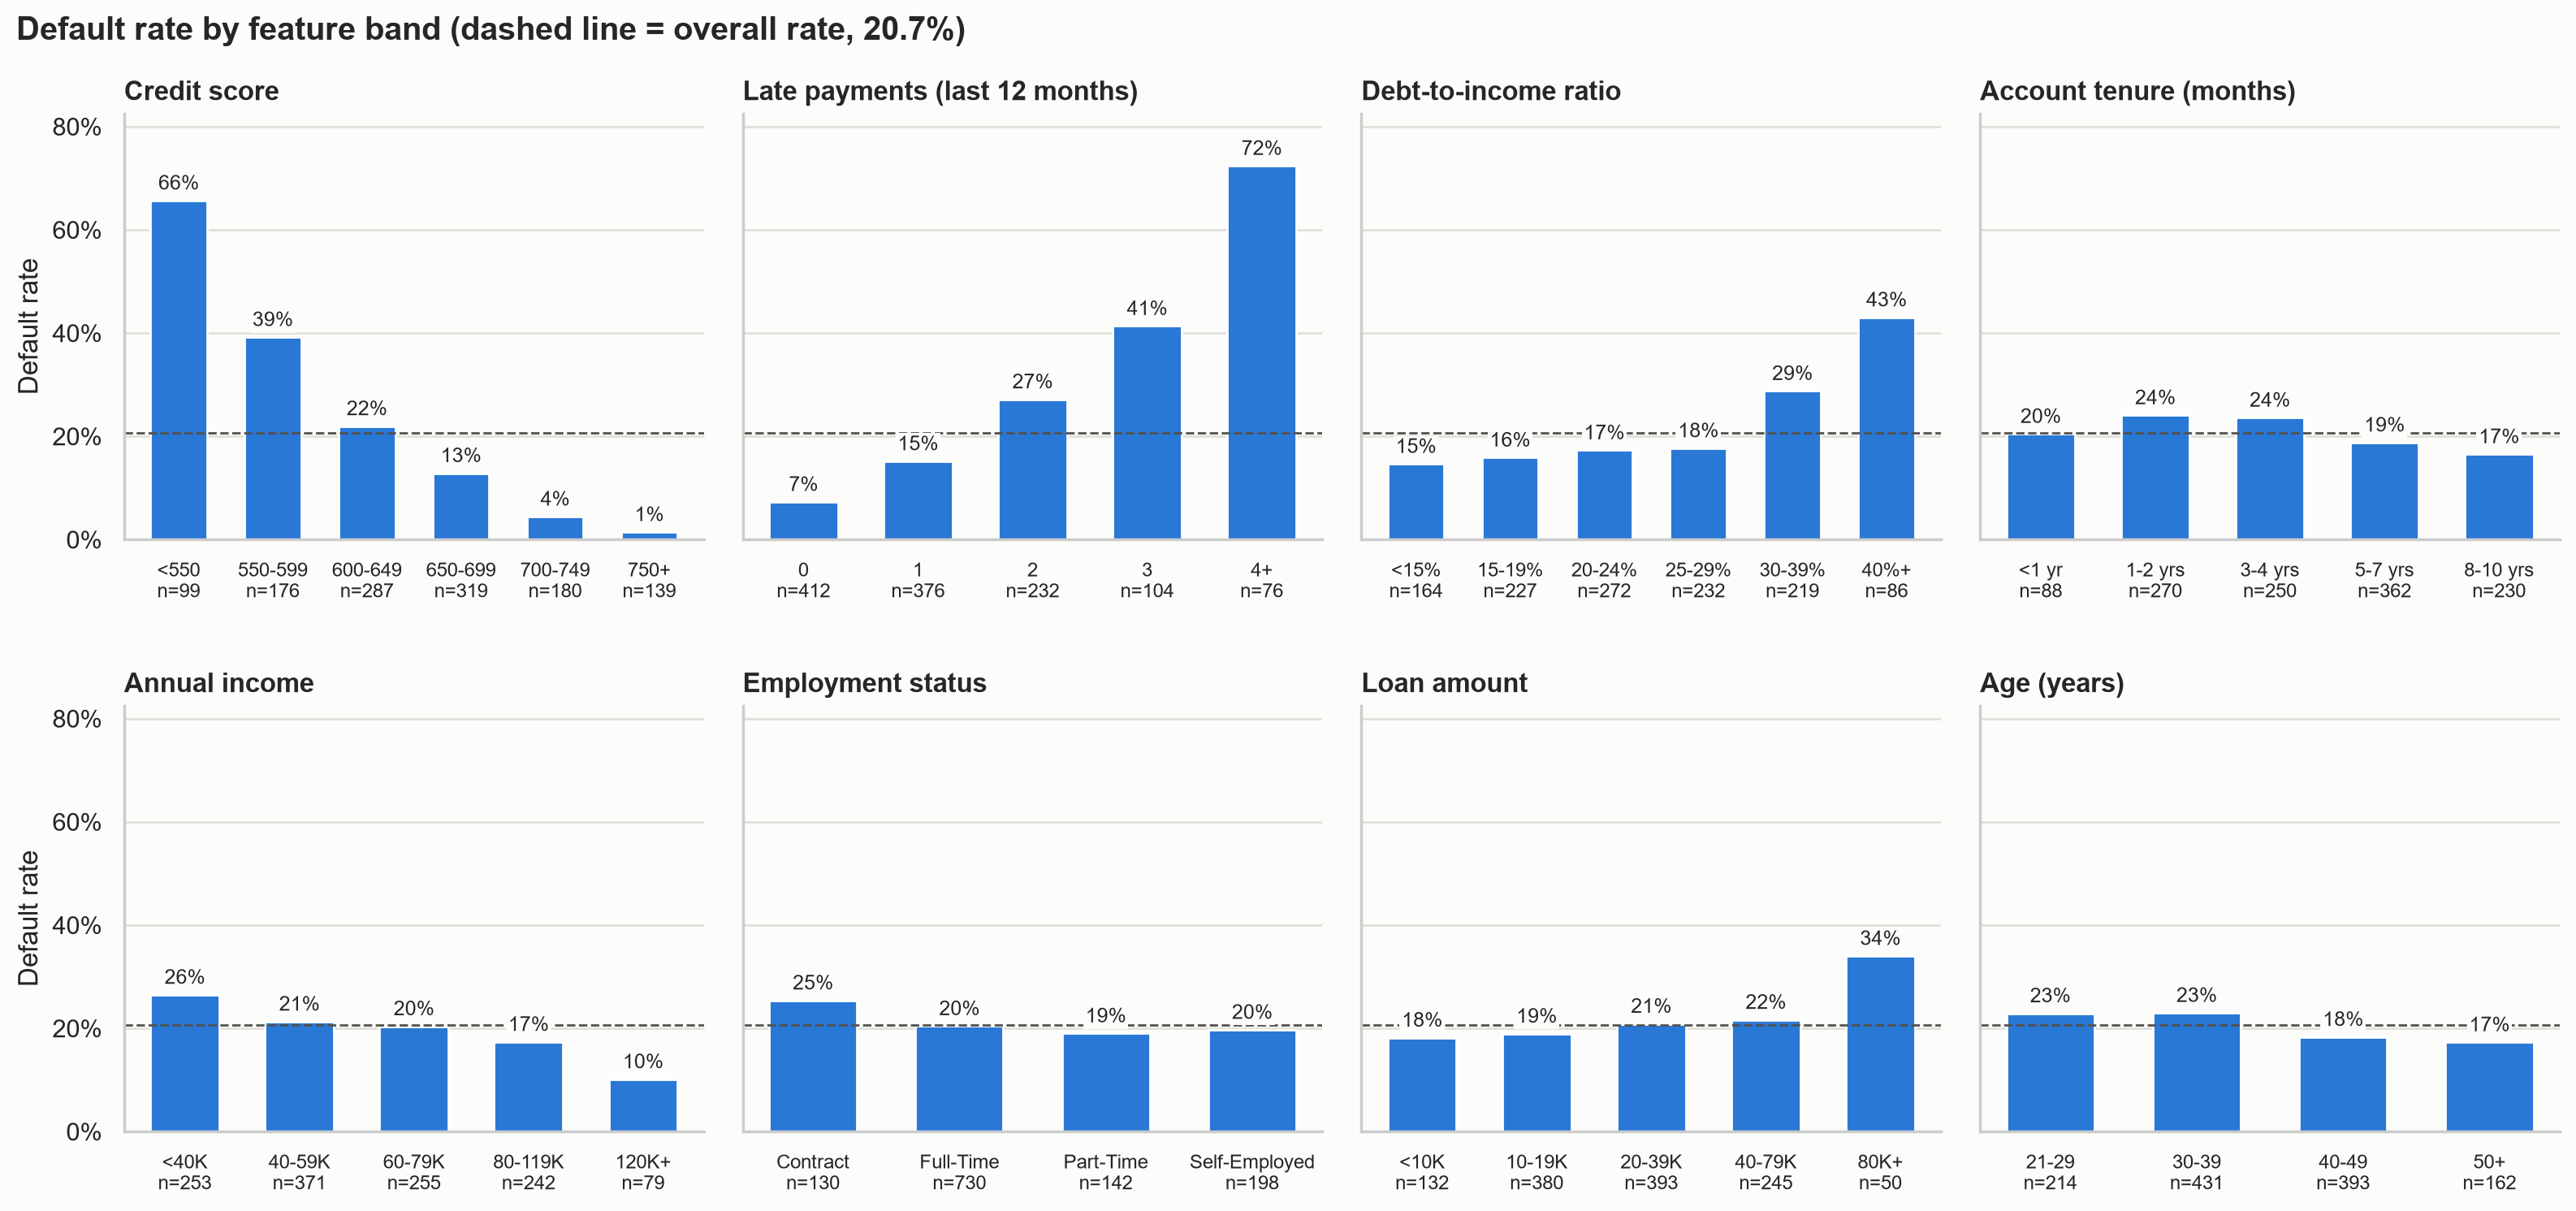 Default rate by feature band (dashed line = overall rate, 20.7%)
Credit score
Default rate
80%
60%
40%
20%
0%
66%
39%
22%
13%
4%
1%
<550 550-599 600-649 650-699 700-749 750+
n=99 n=176 n=287 n=319 n=180 n=139
Late payments (last 12 months)
7%
15%
27%
41%
72%
0 1 2 3 4+
n=412 n=376 n=232 n=104 n=76
Debt-to-income ratio
15%
16%
17%
18%
29%
43%
<15% 15-19% 20-24% 25-29% 30-39% 40%+
n=164 n=227 n=272 n=232 n=219 n=86
Account tenure (months)
20%
24%
24%
19%
17%
<1 yr 1-2 yrs 3-4 yrs 5-7 yrs 8-10 yrs
n=88 n=270 n=250 n=362 n=230
Annual income
Default rate
80%
60%
40%
20%
0%
26%
21%
20%
17%
10%
<40K 40-59K 60-79K 80-119K 120K+
n=253 n=371 n=255 n=242 n=79
Employment status
25%
20%
19%
20%
Contract Full-Time Part-Time Self-Employed
n=130 n=730 n=142 n=198
Loan amount
18%
19%
21%
22%
34%
<10K 10-19K 20-39K 40-79K 80K+
n=132 n=380 n=393 n=245 n=50
Age (years)
23%
23%
18%
17%
21-29 30-39 40-49 50+
n=214 n=431 n=393 n=162